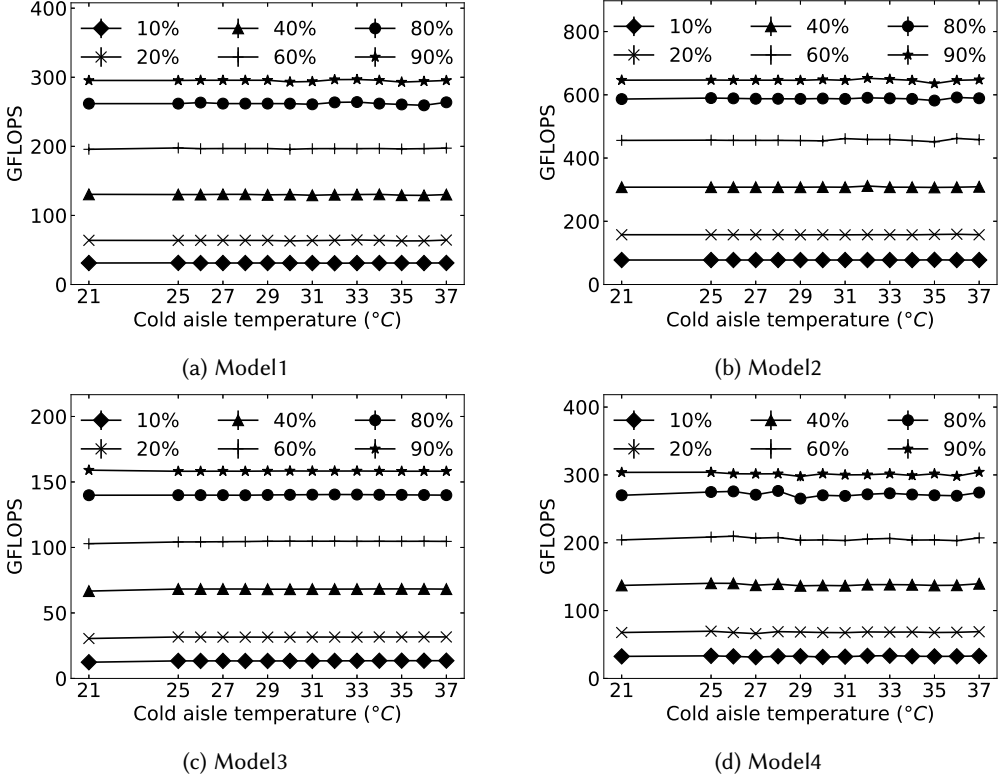 400
300
200
100
0
GFLOPS
10% 40% 80%
20% 60% 90%
21 25 27 29 31 33 35 37
Cold aisle temperature (°C)
(a) Model1
800
600
400
200
0
GFLOPS
10% 40% 80%
20% 60% 90%
21 25 27 29 31 33 35 37
Cold aisle temperature (°C)
(b) Model2
200
150
100
50
0
GFLOPS
10% 40% 80%
20% 60% 90%
21 25 27 29 31 33 35 37
Cold aisle temperature (°C)
(c) Model3
400
300
200
100
0
GFLOPS
10% 40% 80%
20% 60% 90%
21 25 27 29 31 33 35 37
Cold aisle temperature (°C)
(d) Model4